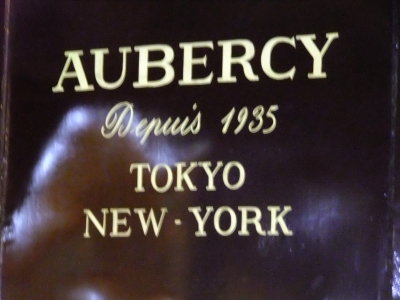 AUBERCY
Depuis 1935
TOKYO
NEW-YORK